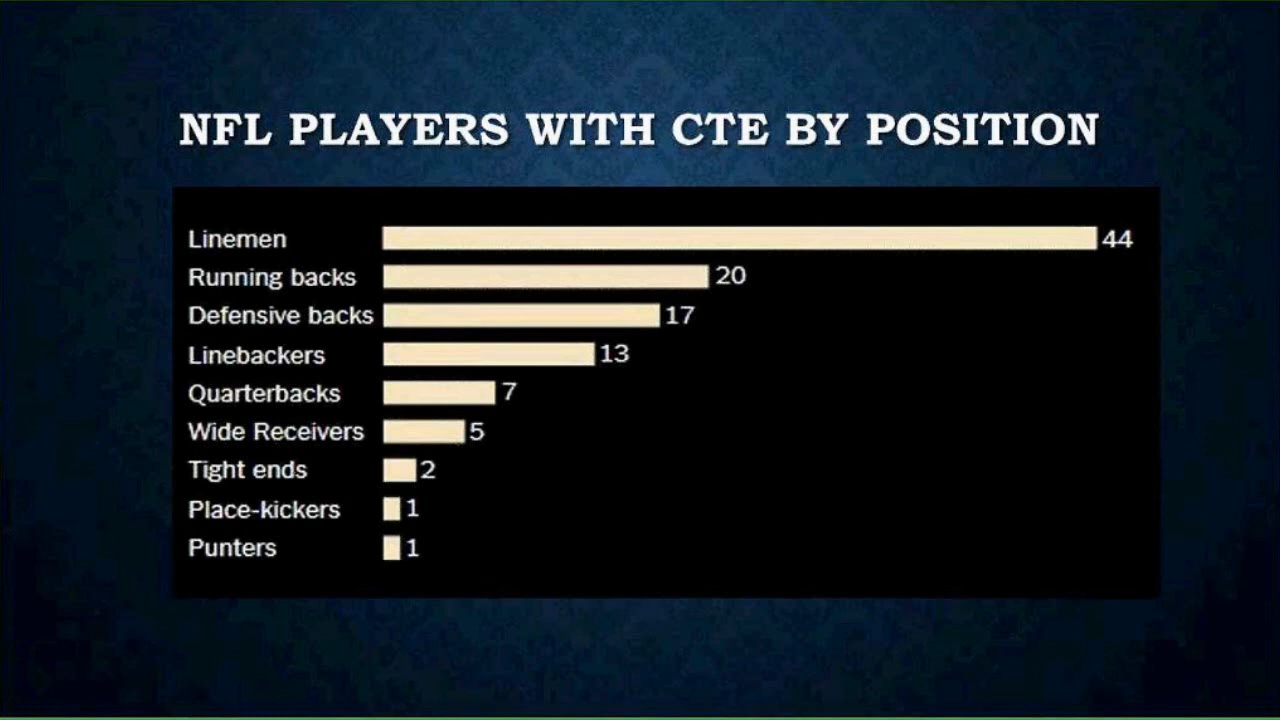 NFL PLAYERS WITH CTE BY POSITION
Linemen 44
Running backs 20
Defensive backs 17
Linebackers 13
Quarterbacks 7
Wide Receivers 5
Tight ends 2
Place-kickers 1
Punters 1